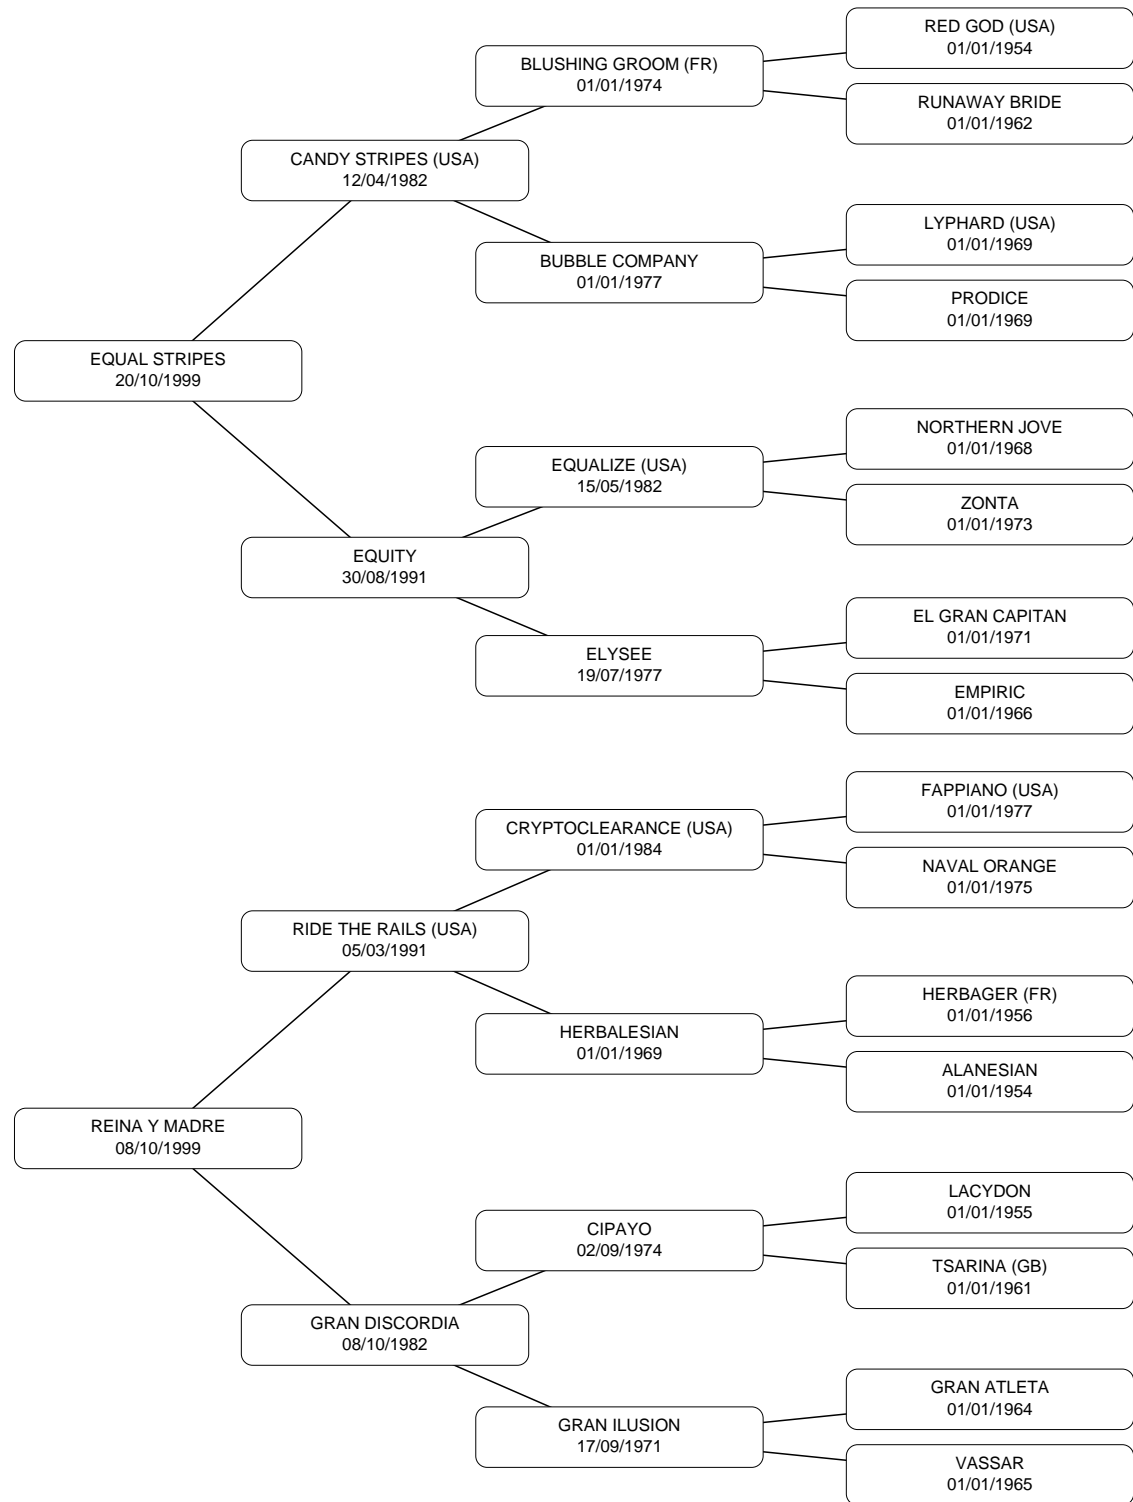 RED GOD (USA)
01/01/1954
BLUSHING GROOM (FR)
01/01/1974
RUNAWAY BRIDE
01/01/1962
CANDY STRIPES (USA)
12/04/1982
LYPHARD (USA)
01/01/1969
BUBBLE COMPANY
01/01/1977
PRODICE
01/01/1969
EQUAL STRIPES
20/10/1999
NORTHERN JOVE
01/01/1968
EQUALIZE (USA)
15/05/1982
ZONTA
01/01/1973
EQUITY
30/08/1991
EL GRAN CAPITAN
01/01/1971
ELYSEE
19/07/1977
EMPIRIC
01/01/1966
FAPPIANO (USA)
01/01/1977
CRYPTOCLEARANCE (USA)
01/01/1984
NAVAL ORANGE
01/01/1975
RIDE THE RAILS (USA)
05/03/1991
HERBAGER (FR)
01/01/1956
HERBALESIAN
01/01/1969
ALANESIAN
01/01/1954
REINA Y MADRE
08/10/1999
LACYDON
01/01/1955
CIPAYO
02/09/1974
TSARINA (GB)
01/01/1961
GRAN DISCORDIA
08/10/1982
GRAN ATLETA
01/01/1964
GRAN ILUSION
17/09/1971
VASSAR
01/01/1965